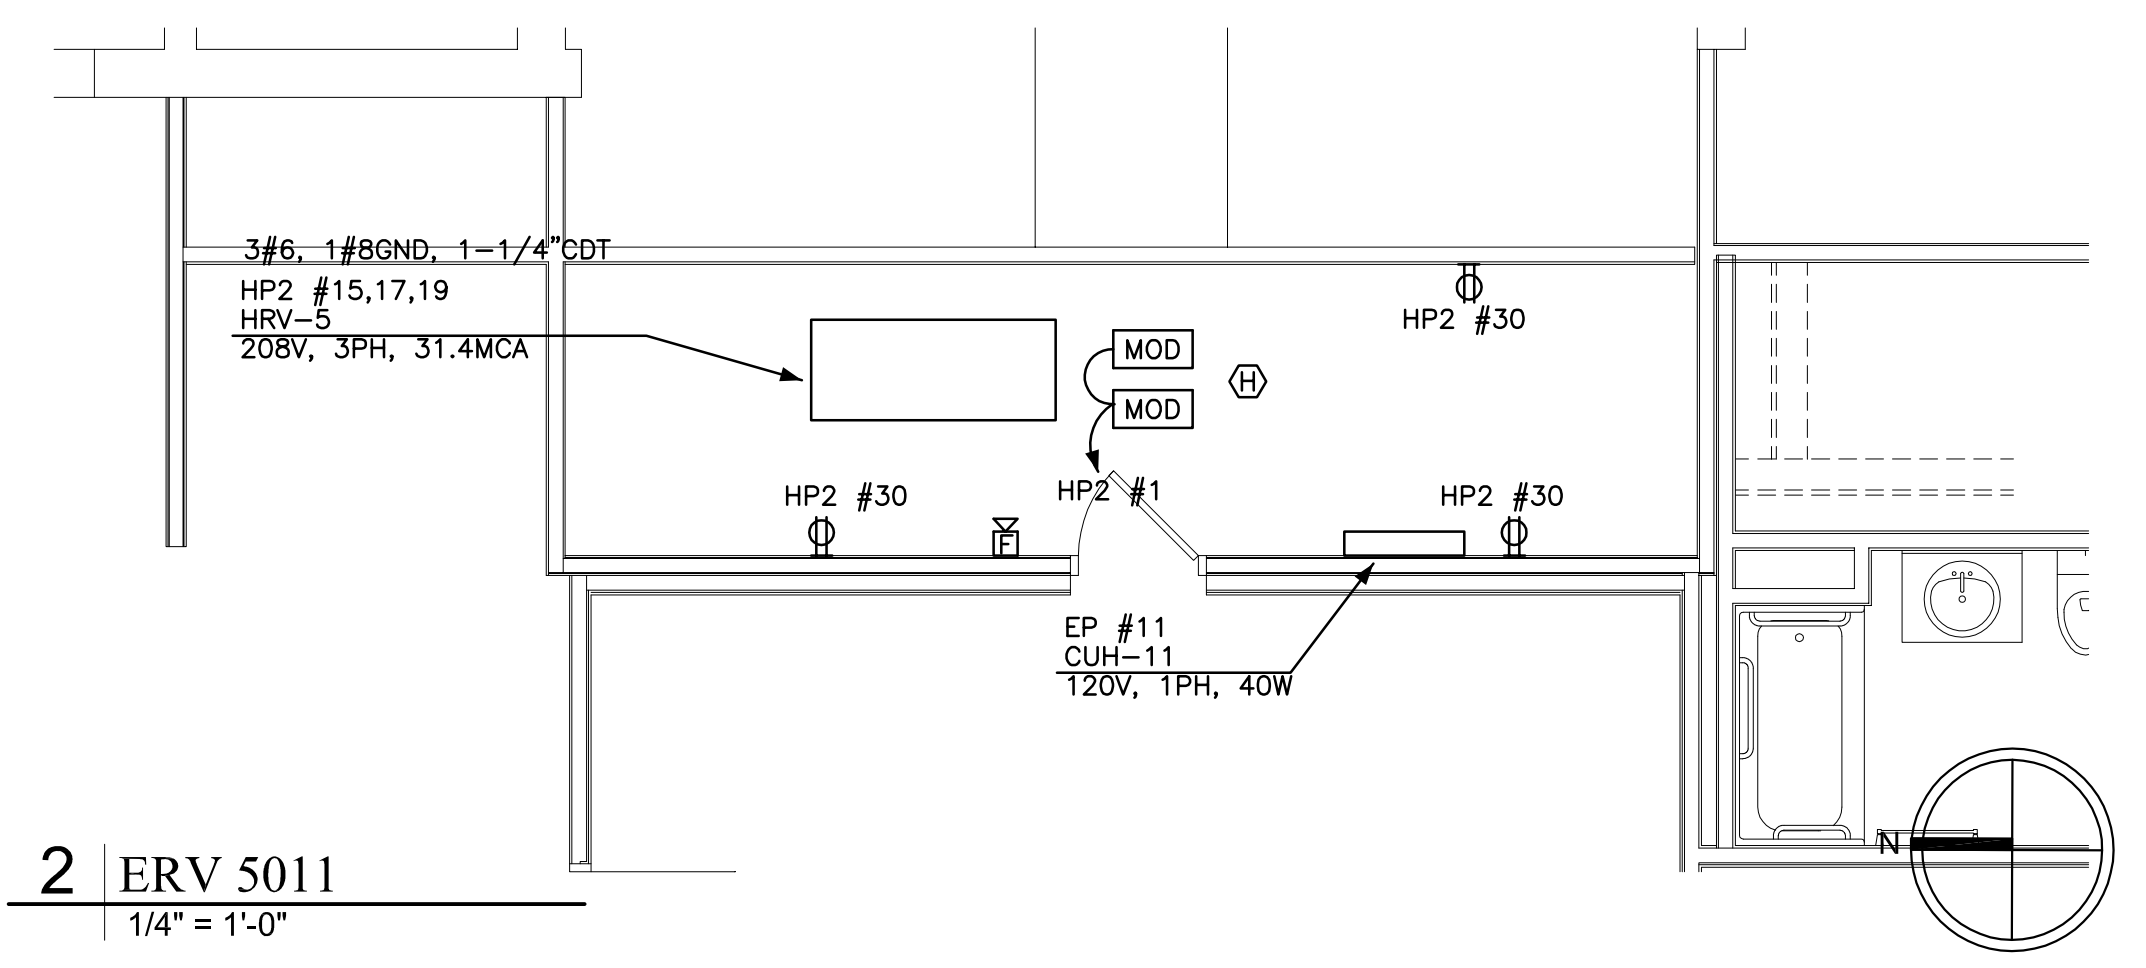 3#6, 1#8GND, 1-1/4"CDT
HP2 #15,17,19
HRV-5
208V, 3PH, 31.4MCA
MOD
MOD
H
HP2 #30
HP2 #30
F
HP2 #1
HP2 #30
EP #11
CUH-11
120V, 1PH, 40W
N
2
ERV 5011
1/4" = 1'-0"